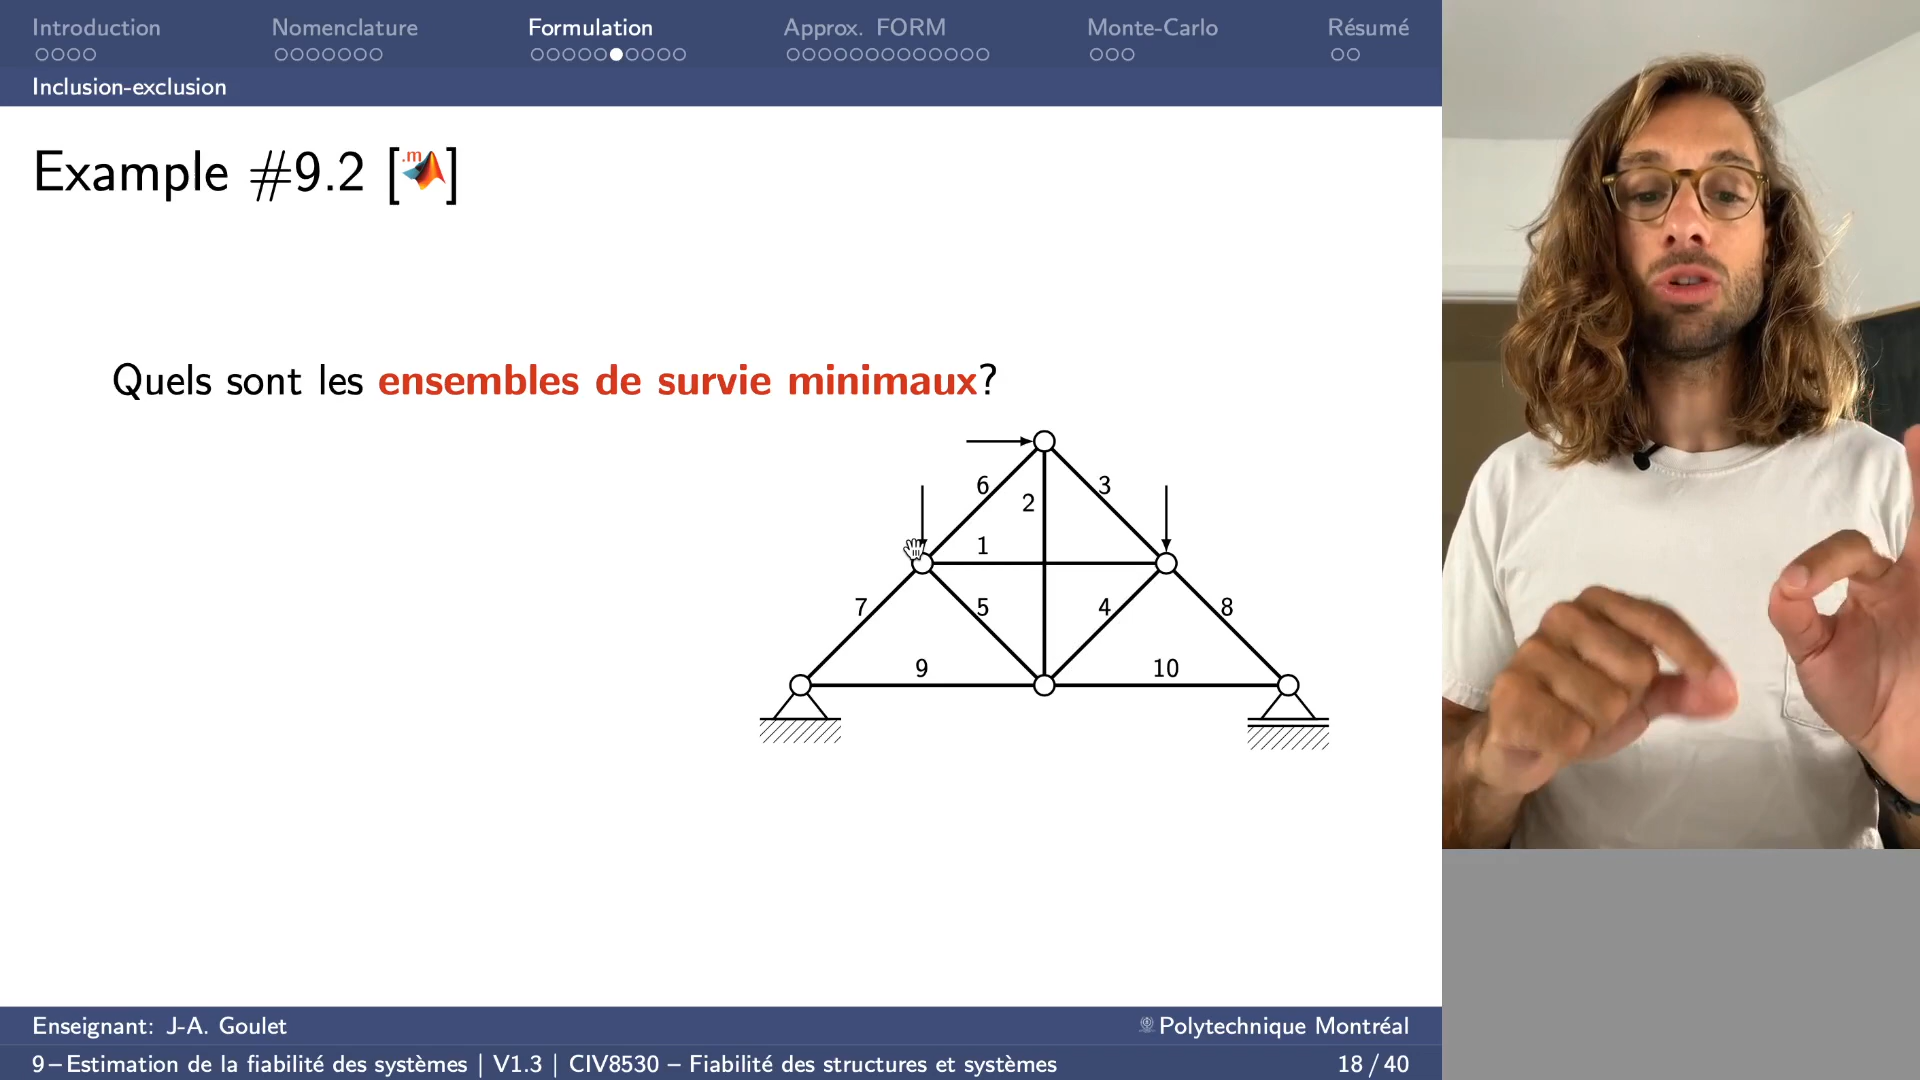 Introduction Nomenclature Formulation Approx. FORM Monte-Carlo Résumé
Inclusion-exclusion
Example #9.2 [.m]
Quels sont les ensembles de survie minimaux?
6 3
2
1
7 5 4 8
9 10
Enseignant: J-A. Goulet Polytechnique Montréal
9 – Estimation de la fiabilité des systèmes | V1.3 | CIV8530 – Fiabilité des structures et systèmes 18 / 40